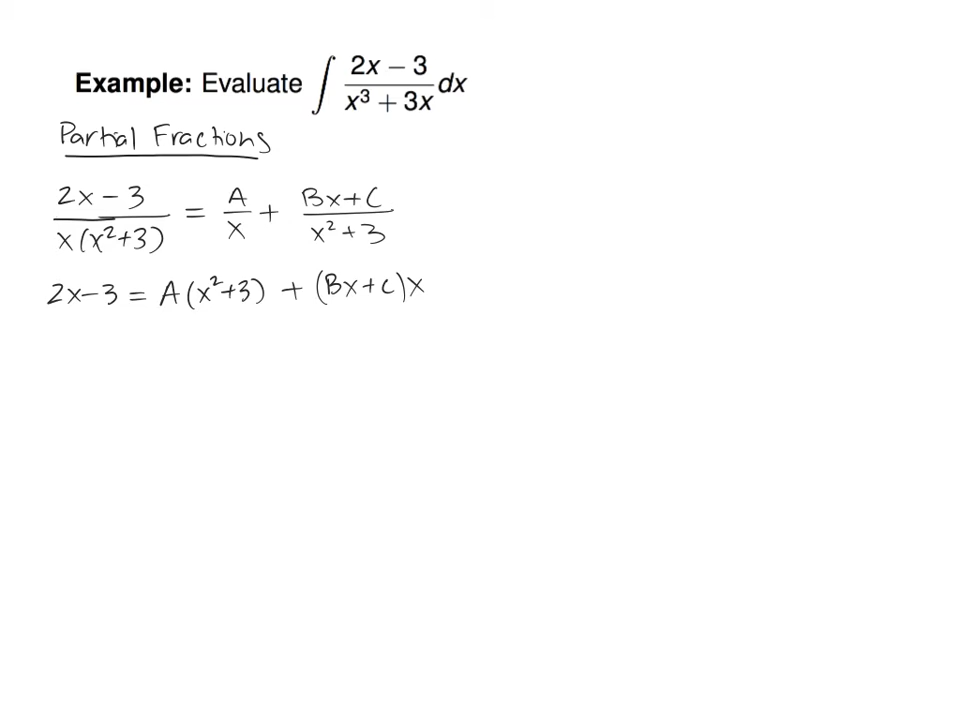 Example: Evaluate ∫ (2x − 3)/(x³ + 3x) dx
Partial Fractions
(2x − 3)/(x(x²+3)) = A/x + (Bx+C)/(x²+3)
2x−3 = A(x²+3) + (Bx+C)x